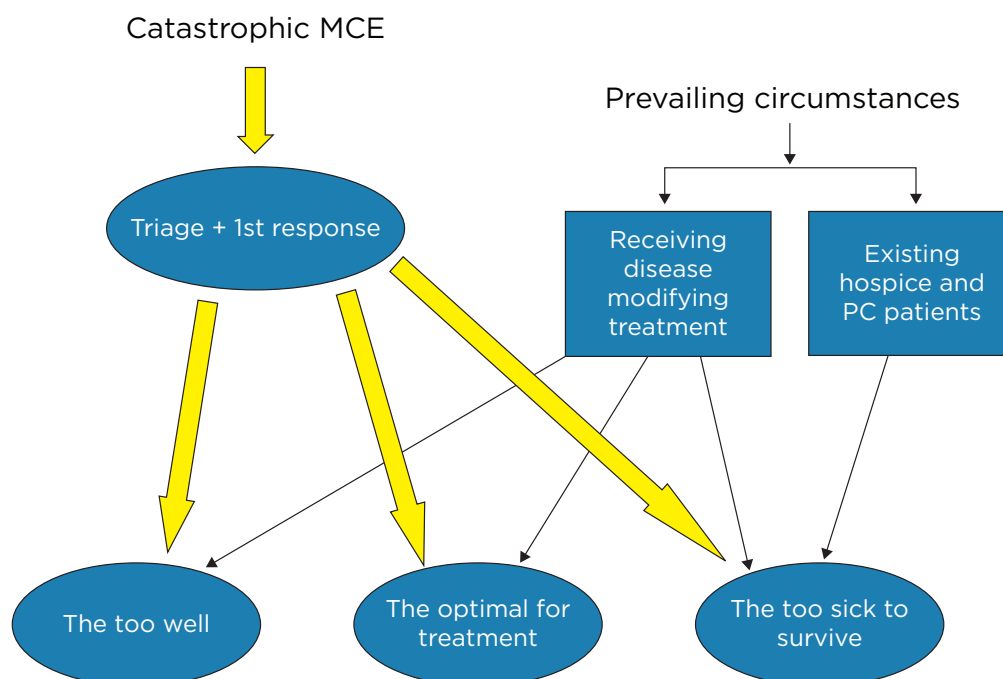 Catastrophic MCE
Prevailing circumstances
Triage + 1st response
Receiving
disease
modifying
treatment
Existing
hospice and
PC patients
The too well
The optimal for
treatment
The too sick to
survive